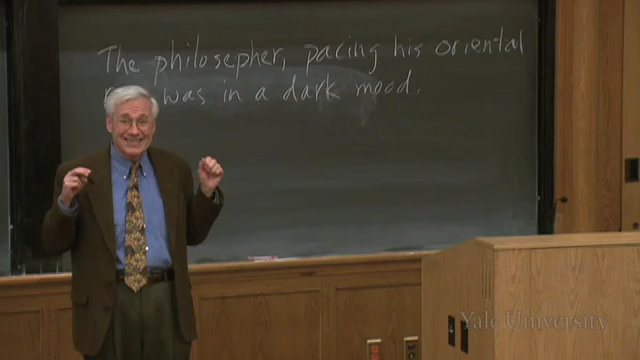 The philosepher, pacing his oriental
was in a dark mood.
Yale University